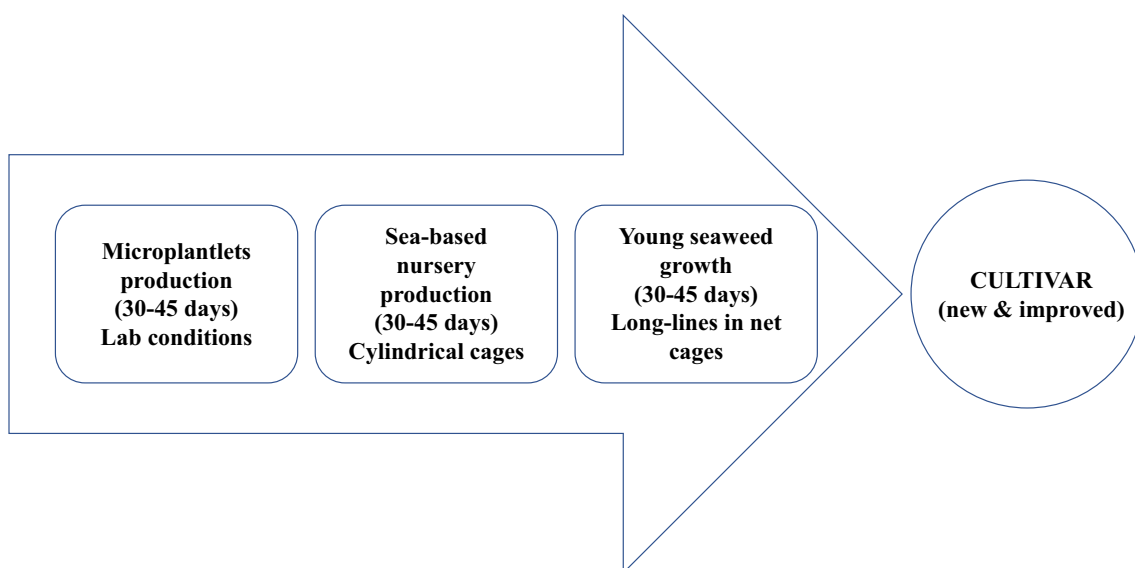 Microplantlets
production
(30-45 days)
Lab conditions
Sea-based
nursery
production
(30-45 days)
Cylindrical cages
Young seaweed
growth
(30-45 days)
Long-lines in net
cages
CULTIVAR
(new & improved)